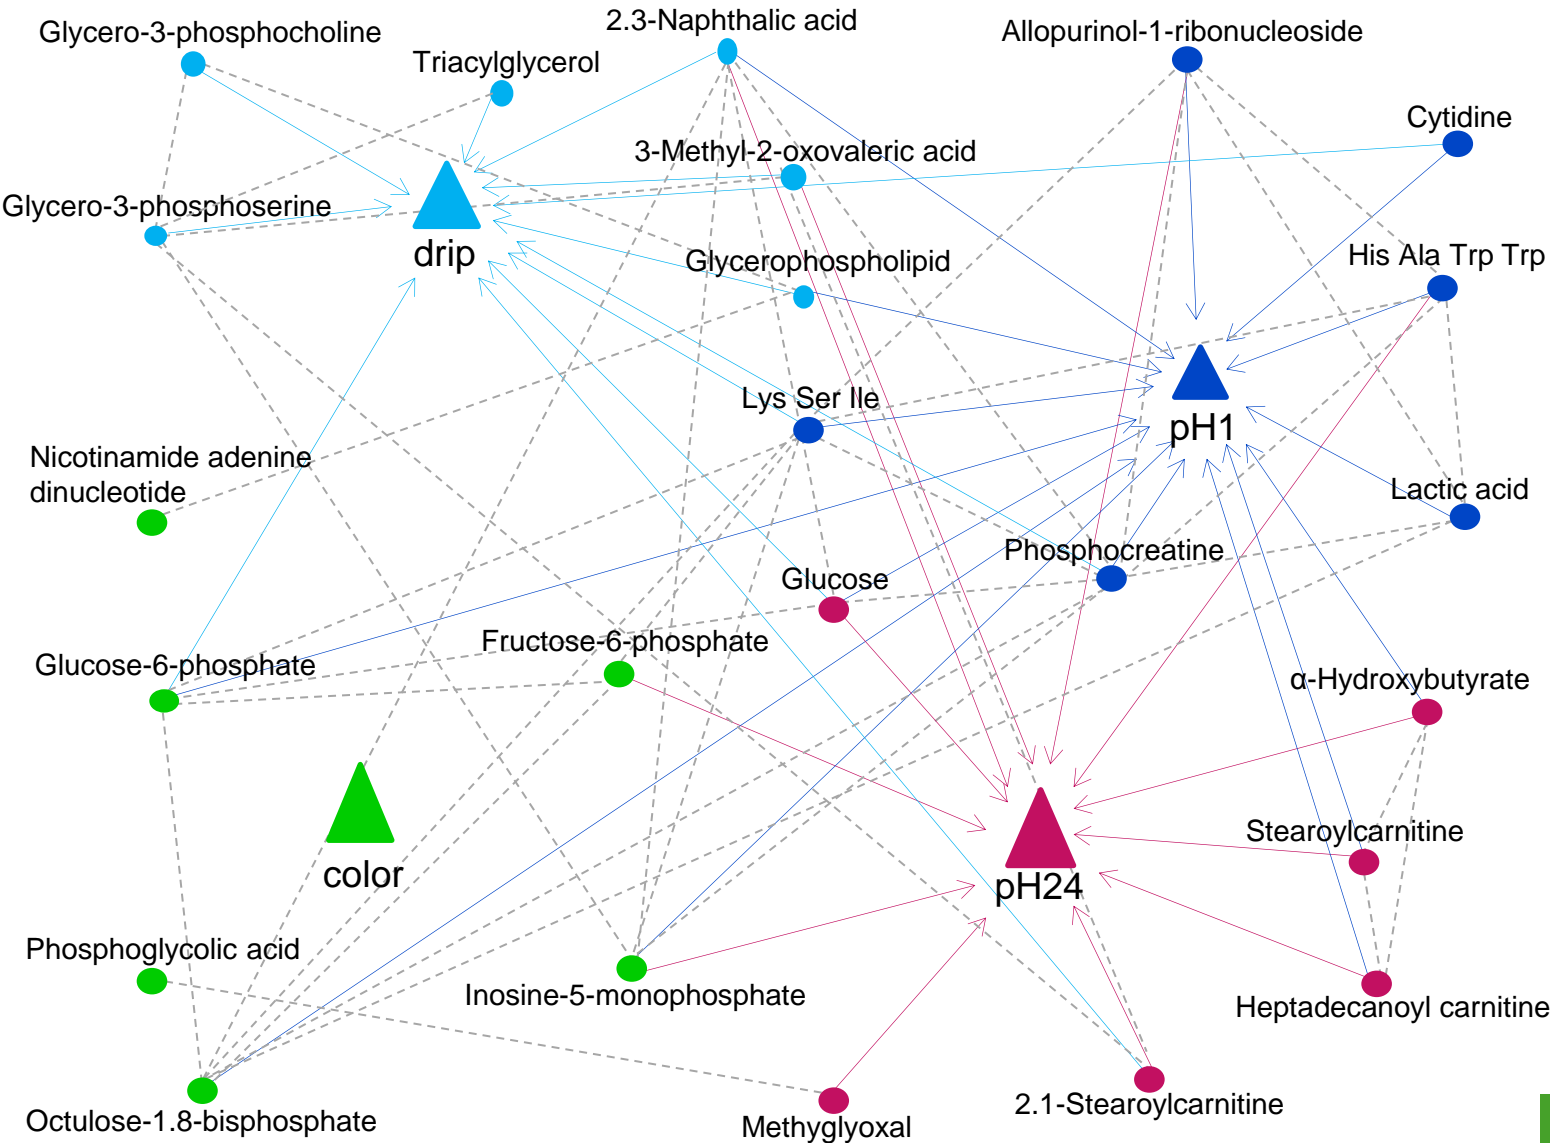 2.3-Naphthalic acid
Allopurinol-1-ribonucleoside
Glycero-3-phosphocholine
Triacylglycerol
Cytidine
3-Methyl-2-oxovaleric acid
Glycero-3-phosphoserine
drip
Glycerophospholipid
His Ala Trp Trp
Lys Ser Ile
pH1
Nicotinamide adenine
dinucleotide
Lactic acid
Phosphocreatine
Glucose
Fructose-6-phosphate
Glucose-6-phosphate
α-Hydroxybutyrate
Stearoylcarnitine
color
pH24
Phosphoglycolic acid
Inosine-5-monophosphate
Heptadecanoyl carnitine
2.1-Stearoylcarnitine
Octulose-1.8-bisphosphate
Methyglyoxal